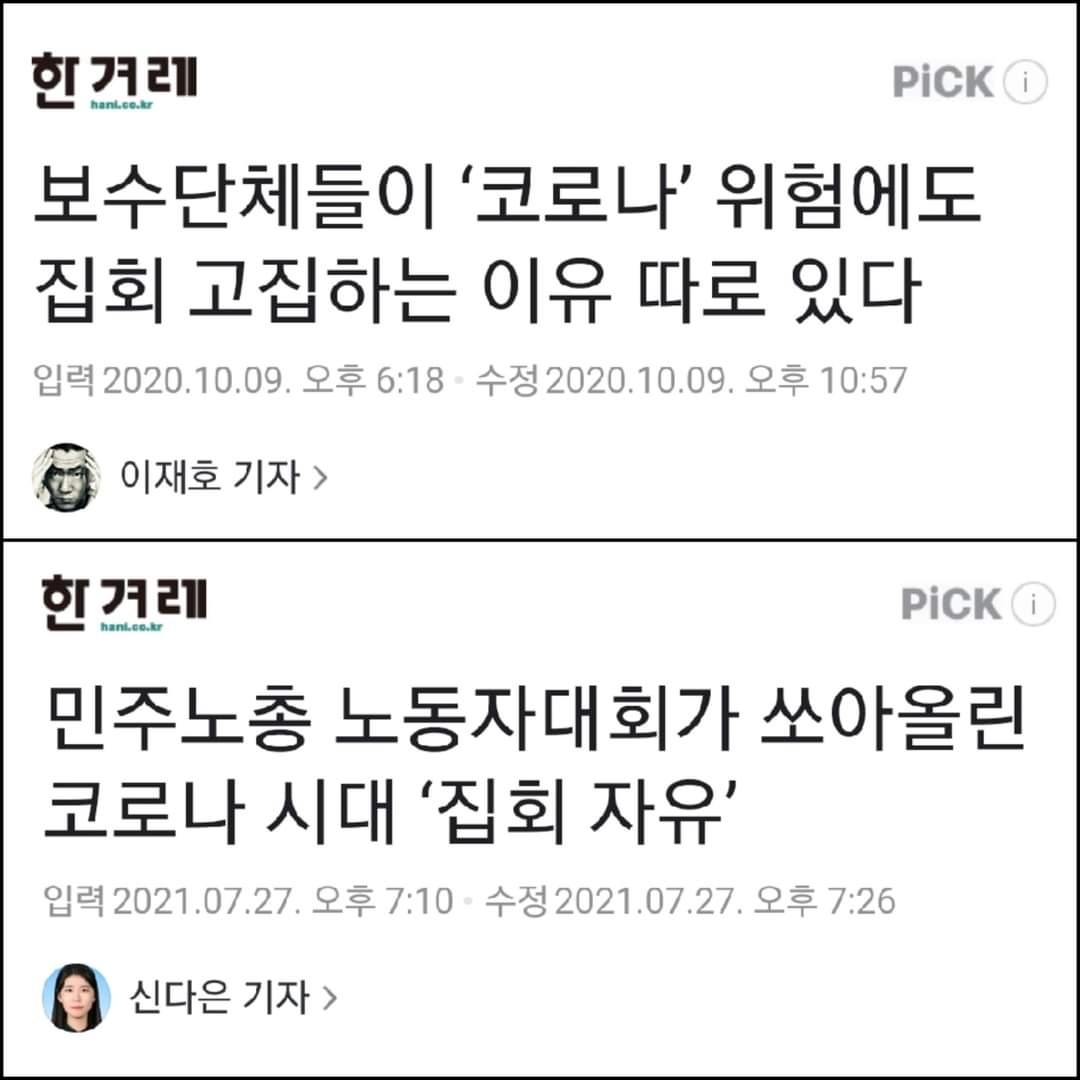 한겨레
hani.co.kr
PiCK i
보수단체들이 ‘코로나’ 위험에도
집회 고집하는 이유 따로 있다
입력 2020.10.09. 오후 6:18 · 수정 2020.10.09. 오후 10:57
이재호 기자 >
한겨레
hani.co.kr
PiCK i
민주노총 노동자대회가 쏘아올린
코로나 시대 ‘집회 자유’
입력 2021.07.27. 오후 7:10 · 수정 2021.07.27. 오후 7:26
신다은 기자 >